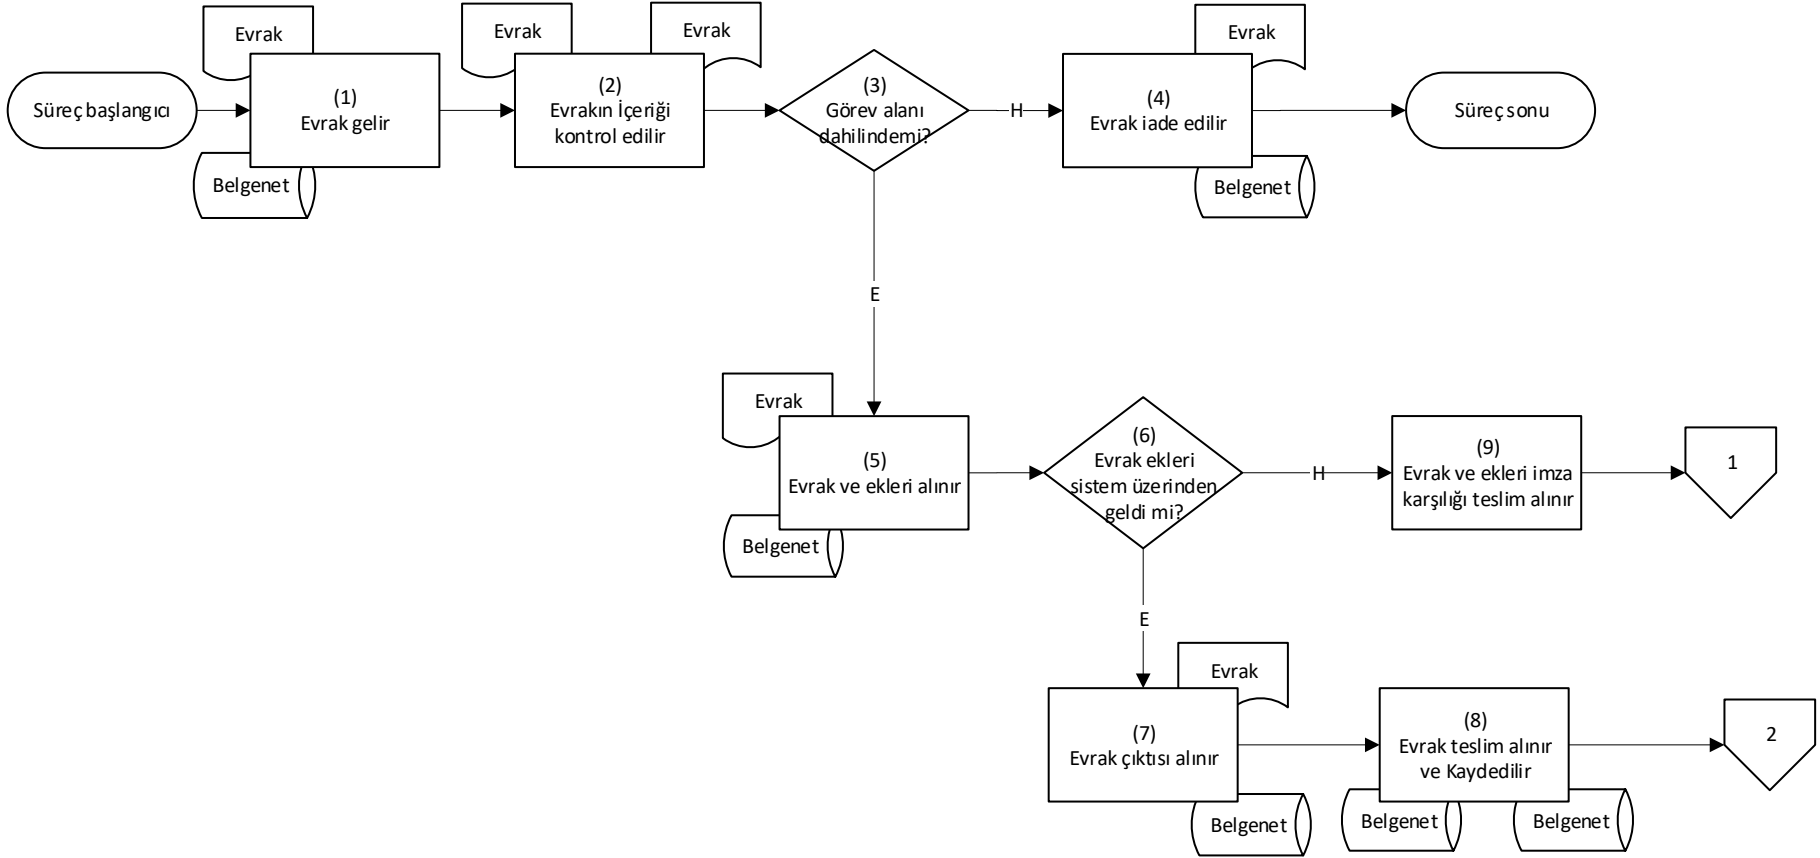 Evrak
Evrak
Evrak
Evrak
Süreç başlangıcı
(1)
Evrak gelir
(2)
Evrakın İçeriği
kontrol edilir
(3)
Görev alanı
dahilindemi?
H
(4)
Evrak iade edilir
Süreç sonu
Belgenet
Belgenet
E
Evrak
(5)
Evrak ve ekleri alınır
Belgenet
(6)
Evrak ekleri
sistem üzerinden
geldi mi?
H
(9)
Evrak ve ekleri imza
karşılığı teslim alınır
1
E
Evrak
(7)
Evrak çıktısı alınır
Belgenet
(8)
Evrak teslim alınır
ve Kaydedilir
Belgenet
Belgenet
2